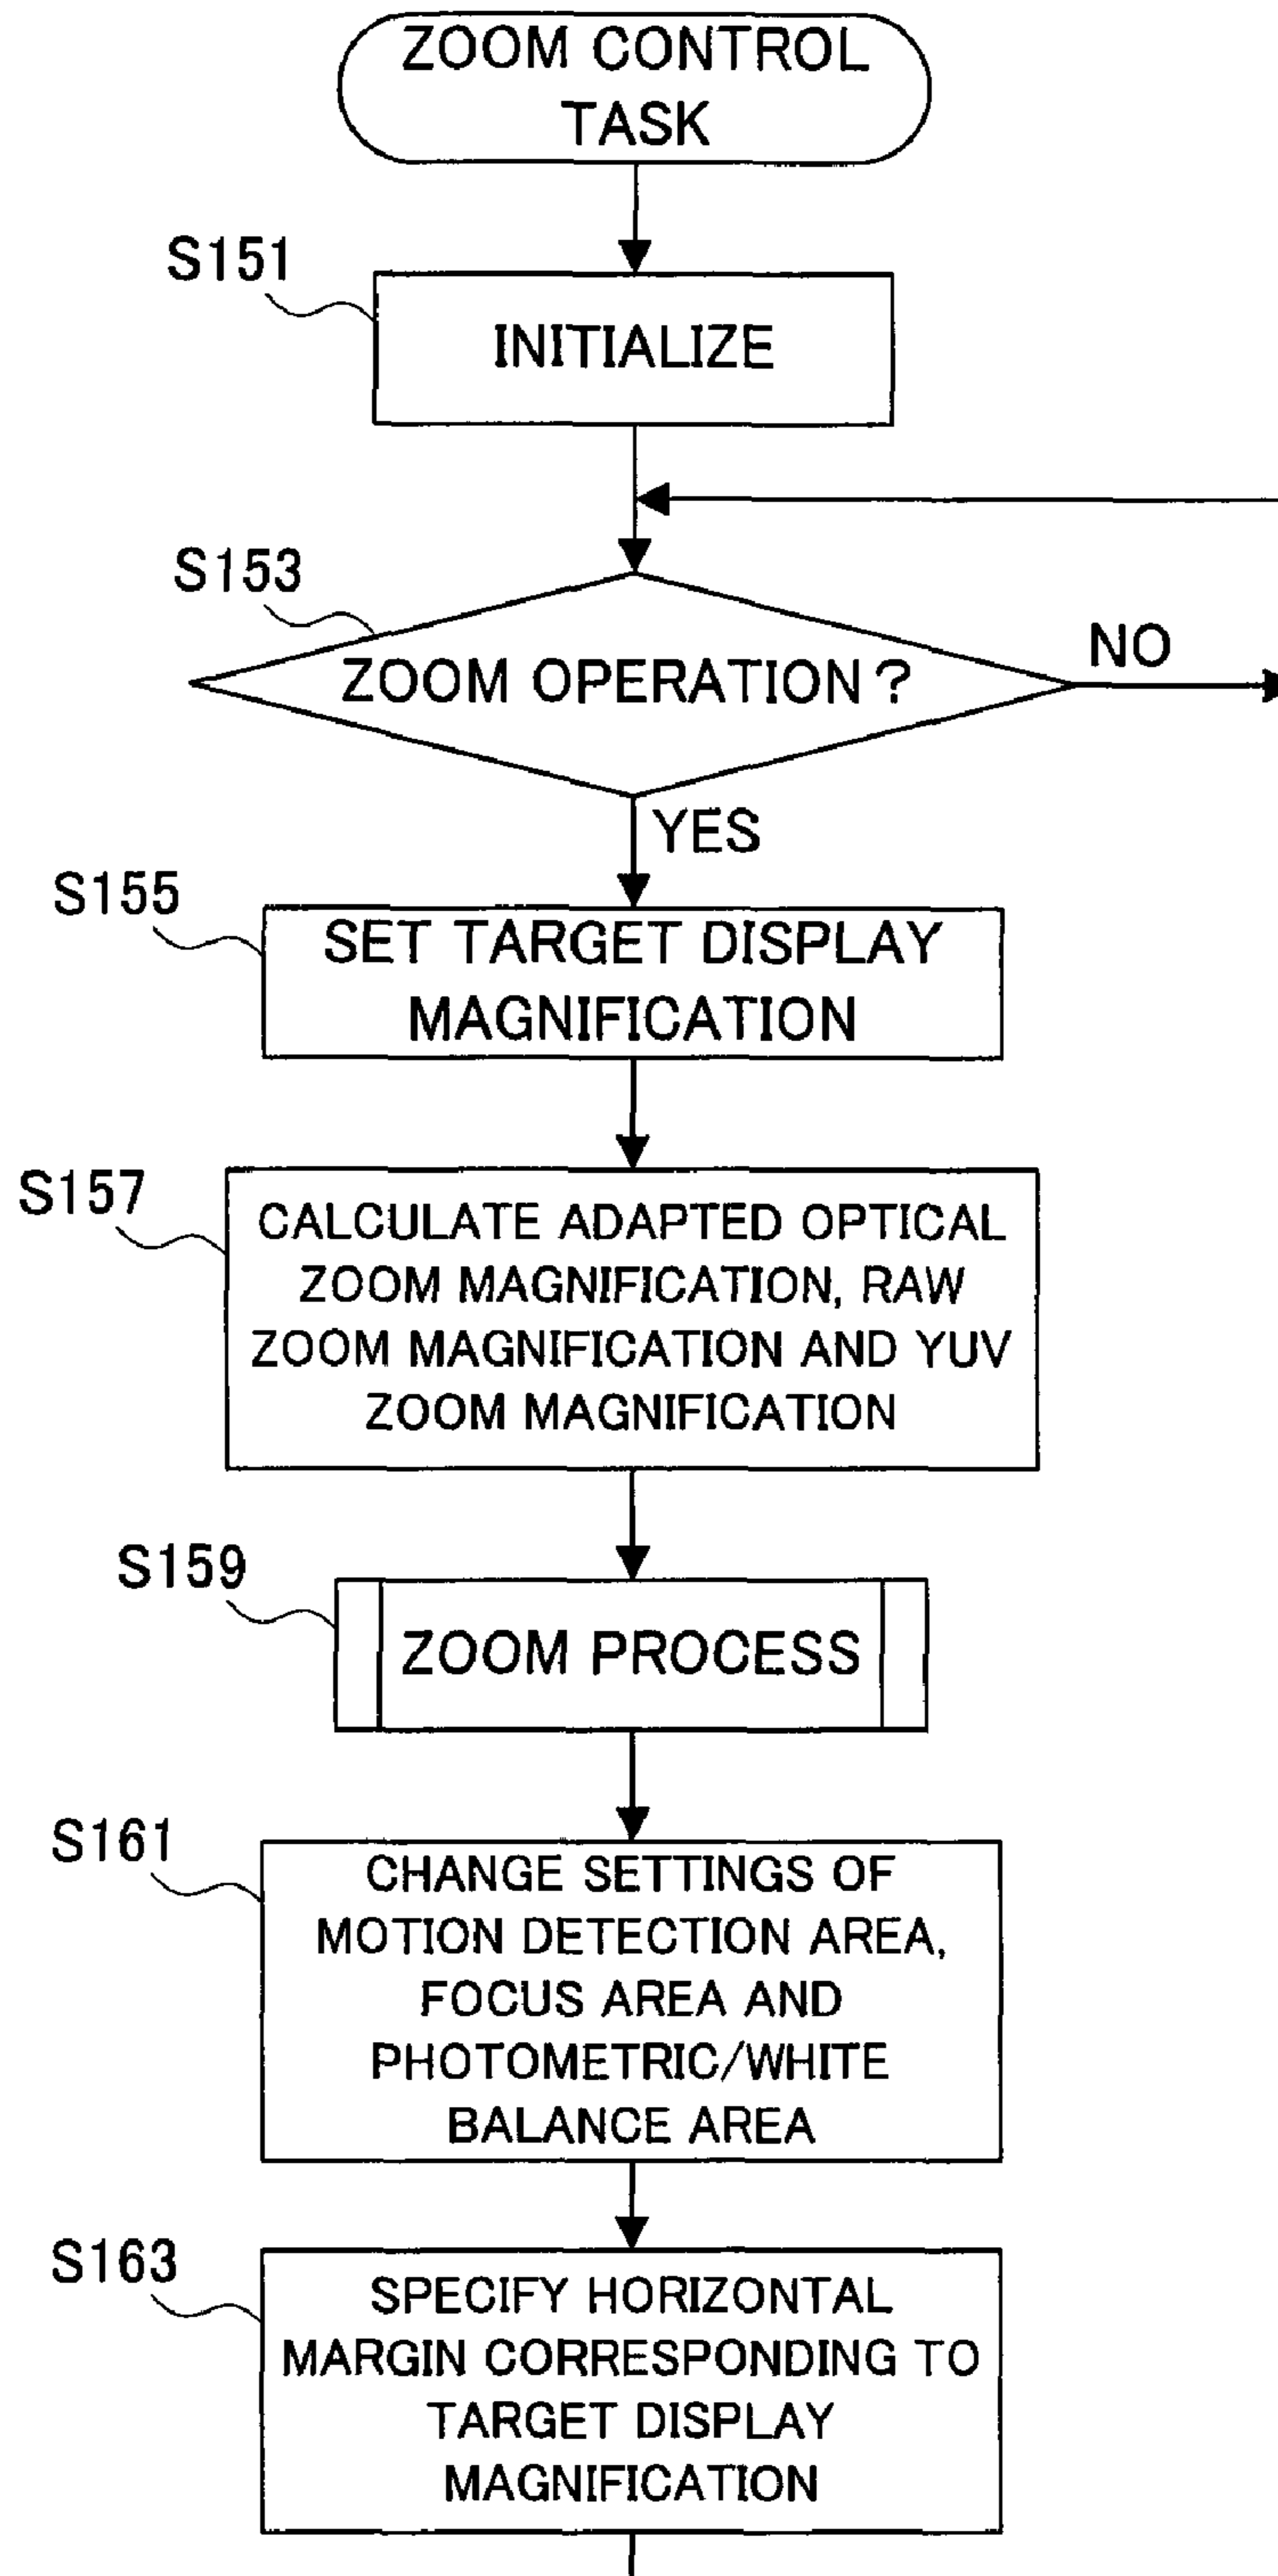 ZOOM CONTROL
TASK
S151
INITIALIZE
S153
ZOOM OPERATION?
NO
YES
S155
SET TARGET DISPLAY
MAGNIFICATION
S157
CALCULATE ADAPTED OPTICAL
ZOOM MAGNIFICATION, RAW
ZOOM MAGNIFICATION AND YUV
ZOOM MAGNIFICATION
S159
ZOOM PROCESS
S161
CHANGE SETTINGS OF
MOTION DETECTION AREA,
FOCUS AREA AND
PHOTOMETRIC/WHITE
BALANCE AREA
S163
SPECIFY HORIZONTAL
MARGIN CORRESPONDING TO
TARGET DISPLAY
MAGNIFICATION